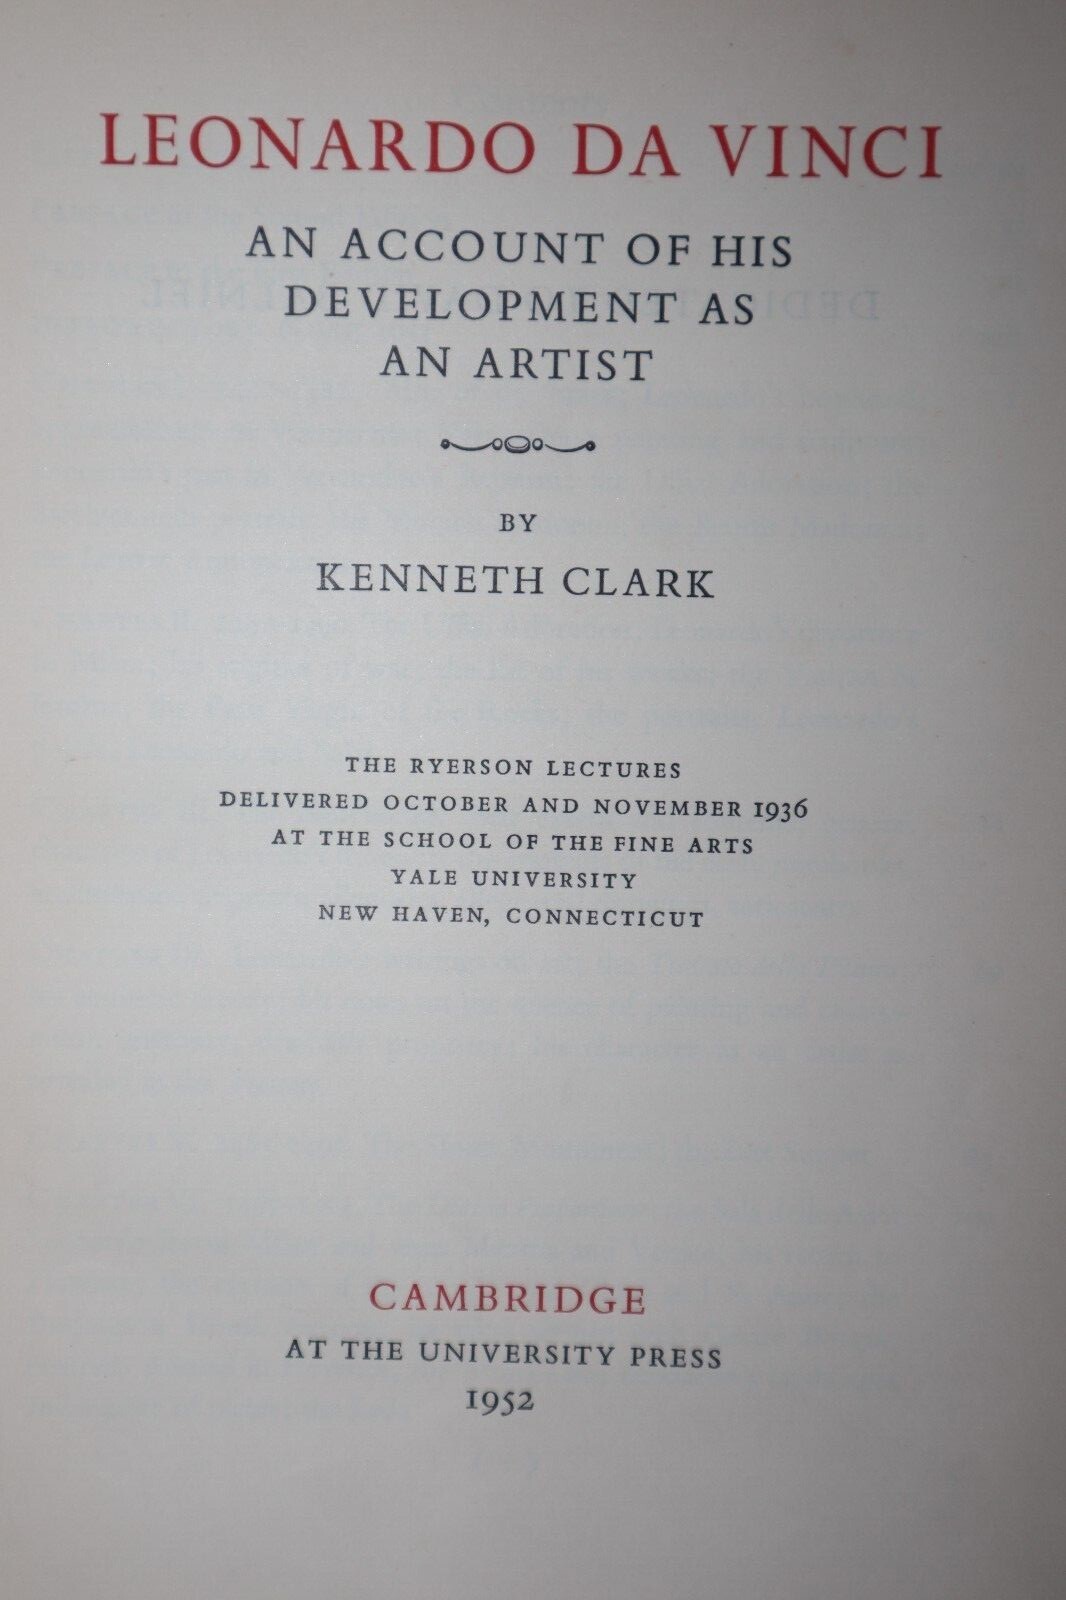 LEONARDO DA VINCI
AN ACCOUNT OF HIS
DEVELOPMENT AS
AN ARTIST
BY
KENNETH CLARK
THE RYERSON LECTURES
DELIVERED OCTOBER AND NOVEMBER 1936
AT THE SCHOOL OF THE FINE ARTS
YALE UNIVERSITY
NEW HAVEN, CONNECTICUT
CAMBRIDGE
AT THE UNIVERSITY PRESS
1952